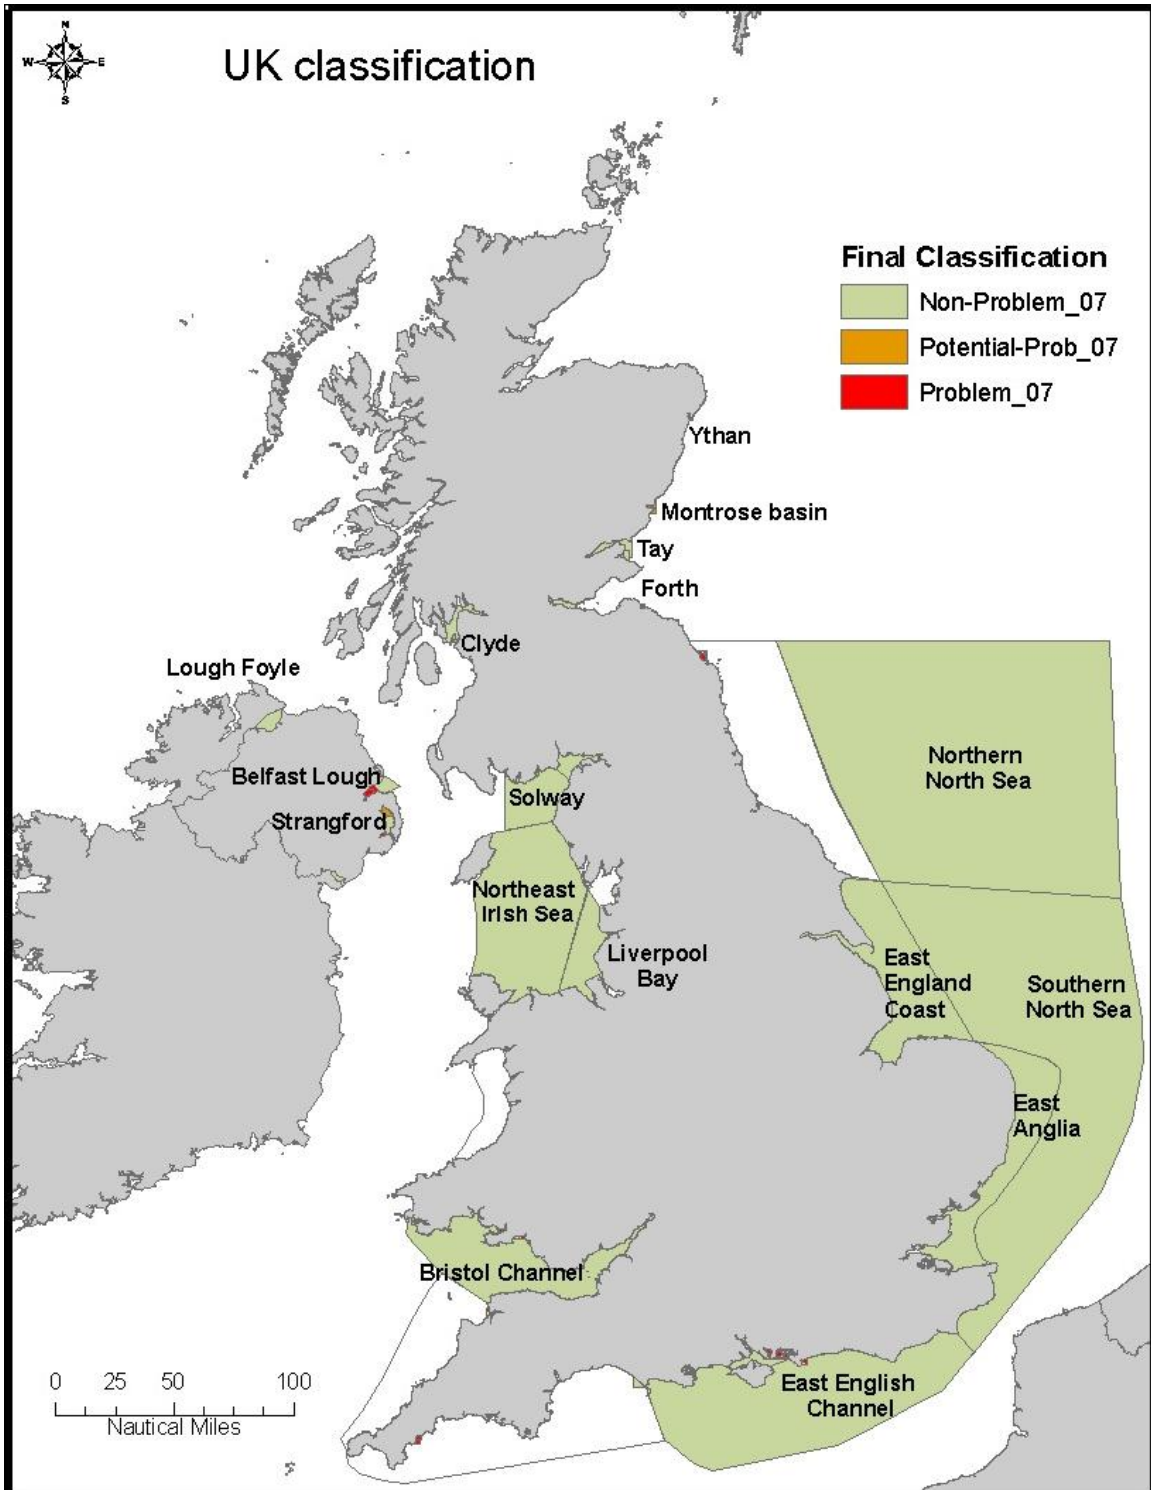 N
W E
S
UK classification
Final Classification
Non-Problem_07
Potential-Prob_07
Problem_07
Ythan
Montrose basin
Tay
Forth
Clyde
Lough Foyle
Belfast Lough
Strangford
Solway
Northern
North Sea
Northeast
Irish Sea
Liverpool
Bay
East
England
Coast
Southern
North Sea
East
Anglia
Bristol Channel
East English
Channel
0 25 50 100
Nautical Miles